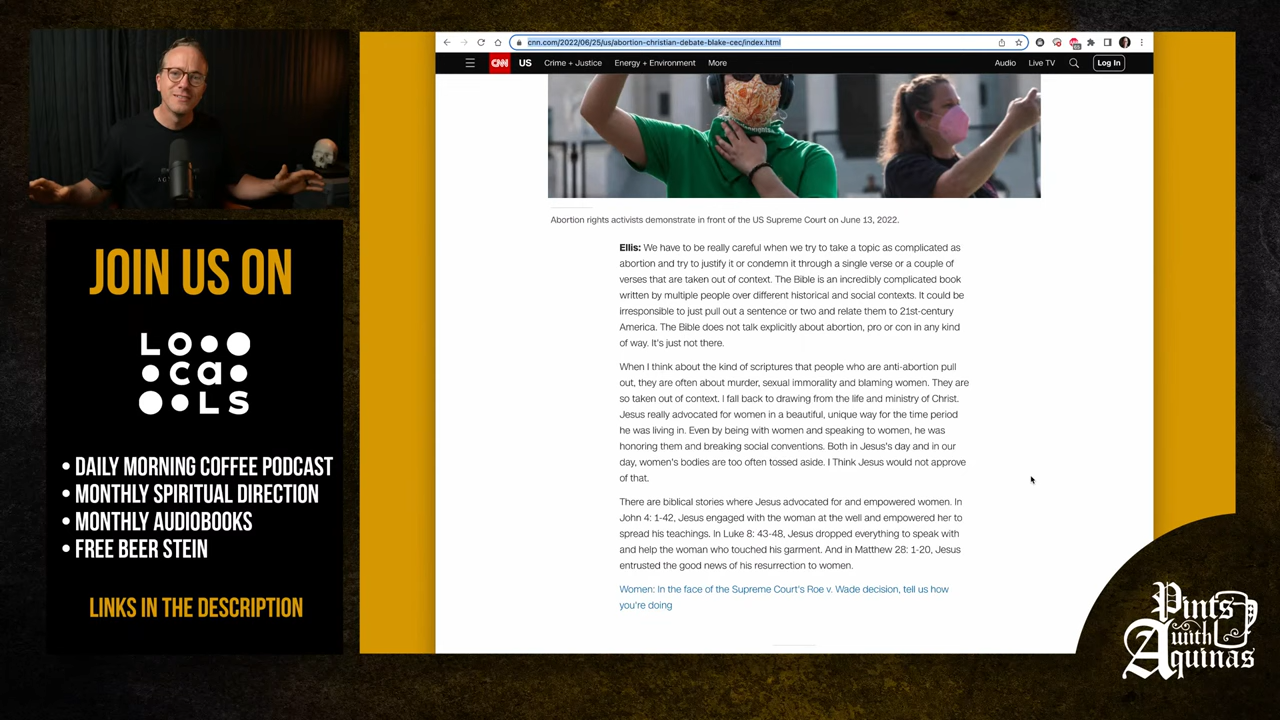 cnn.com/2022/06/25/us/abortion-christian-debate-blake-cec/index.html
CNN US Crime + Justice Energy + Environment More Audio Live TV Log In
Abortion rights activists demonstrate in front of the US Supreme Court on June 13, 2022.
Ellis: We have to be really careful when we try to take a topic as complicated as
abortion and try to justify it or condemn it through a single verse or a couple of
verses that are taken out of context. The Bible is an incredibly complicated book
written by multiple people over different historical and social contexts. It could be
irresponsible to just pull out a sentence or two and relate them to 21st-century
America. The Bible does not talk explicitly about abortion, pro or con in any kind
of way. It's just not there.
When I think about the kind of scriptures that people who are anti-abortion pull
out, they are often about murder, sexual immorality and blaming women. They are
so taken out of context. I fall back to drawing from the life and ministry of Christ.
Jesus really advocated for women in a beautiful, unique way for the time period
he was living in. Even by being with women and speaking to women, he was
honoring them and breaking social conventions. Both in Jesus's day and in our
day, women's bodies are too often tossed aside. I Think Jesus would not approve
of that.
There are biblical stories where Jesus advocated for and empowered women. In
John 4: 1-42, Jesus engaged with the woman at the well and empowered her to
spread his teachings. In Luke 8: 43-48, Jesus dropped everything to speak with
and help the woman who touched his garment. And in Matthew 28: 1-20, Jesus
entrusted the good news of his resurrection to women.
Women: In the face of the Supreme Court's Roe v. Wade decision, tell us how
you're doing
JOIN US ON
LO
ca
LS
• DAILY MORNING COFFEE PODCAST
• MONTHLY SPIRITUAL DIRECTION
• MONTHLY AUDIOBOOKS
• FREE BEER STEIN
LINKS IN THE DESCRIPTION
Pints
with
Aquinas